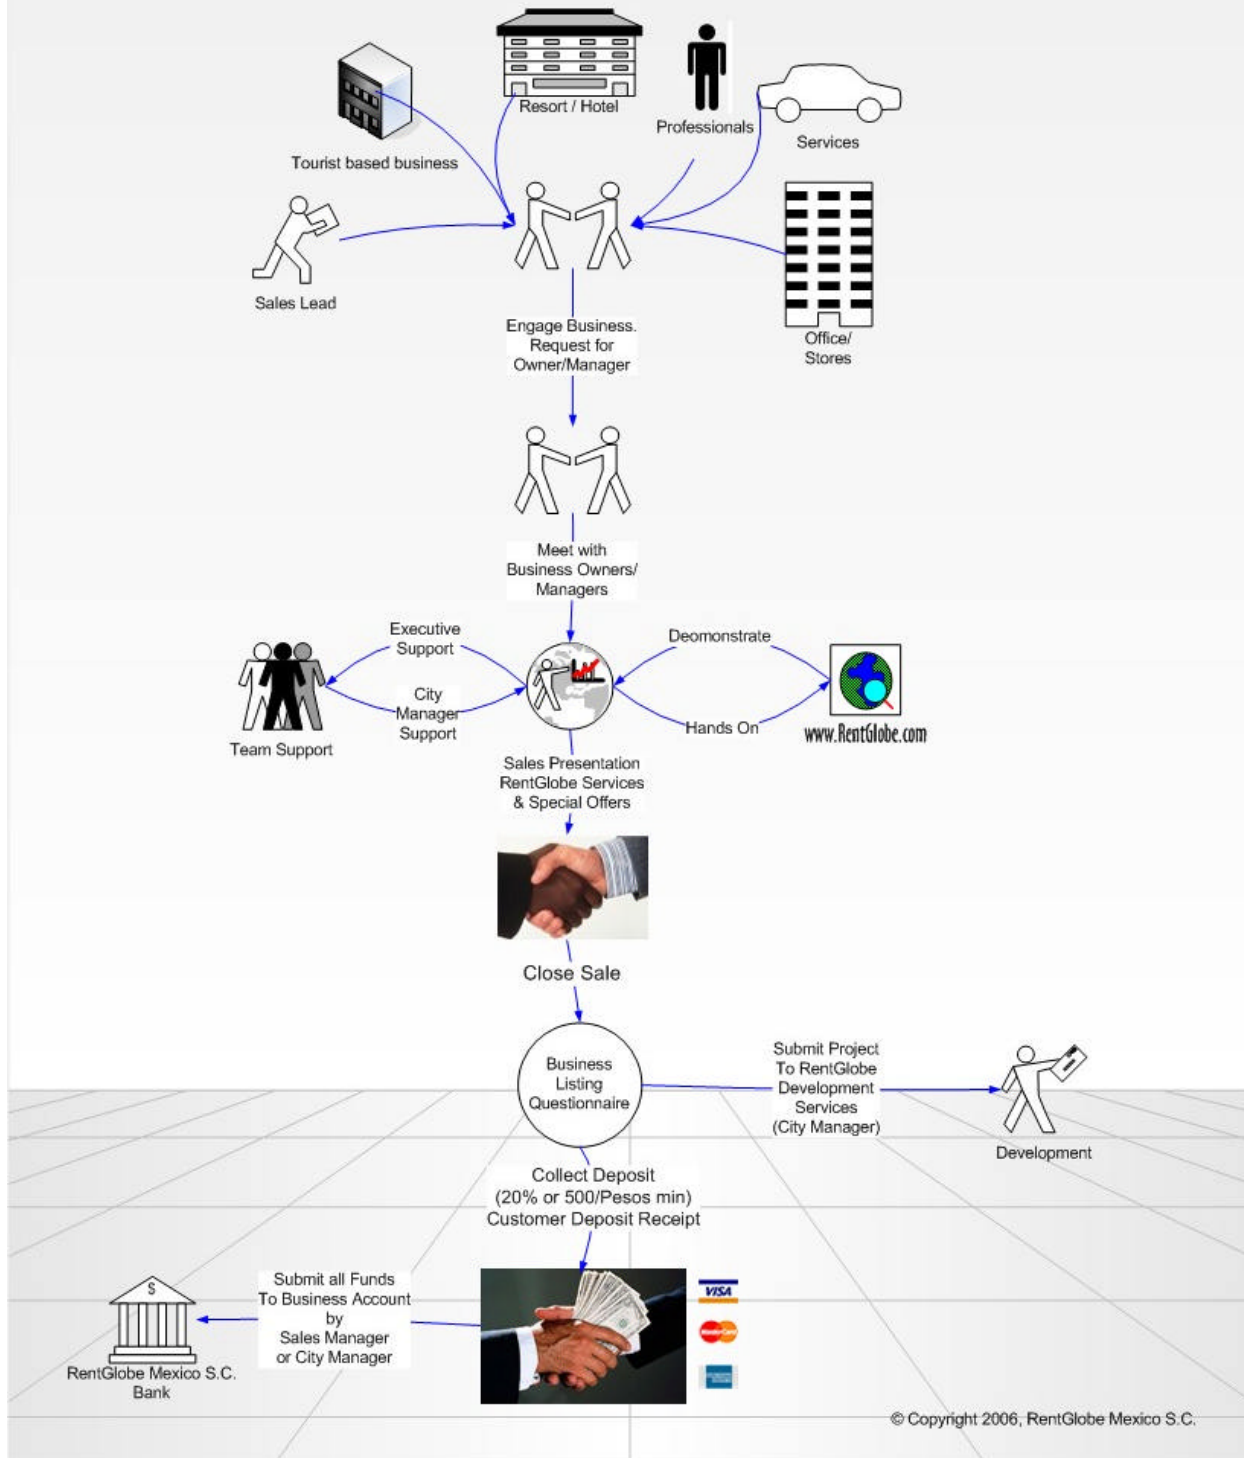 Resort / Hotel
Professionals
Services
Tourist based business
Sales Lead
Office/
Stores
Engage Business.
Request for
Owner/Manager
Meet with
Business Owners/
Managers
Executive
Support
Deomonstrate
City
Manager
Support
Hands On
www.RentGlobe.com
Team Support
Sales Presentation
RentGlobe Services
& Special Offers
Close Sale
Business
Listing
Questionnaire
Submit Project
To RentGlobe
Development
Services
(City Manager)
Development
Collect Deposit
(20% or 500/Pesos min)
Customer Deposit Receipt
$
Submit all Funds
To Business Account
by
Sales Manager
or City Manager
VISA
MasterCard
RentGlobe Mexico S.C.
Bank
© Copyright 2006, RentGlobe Mexico S.C.